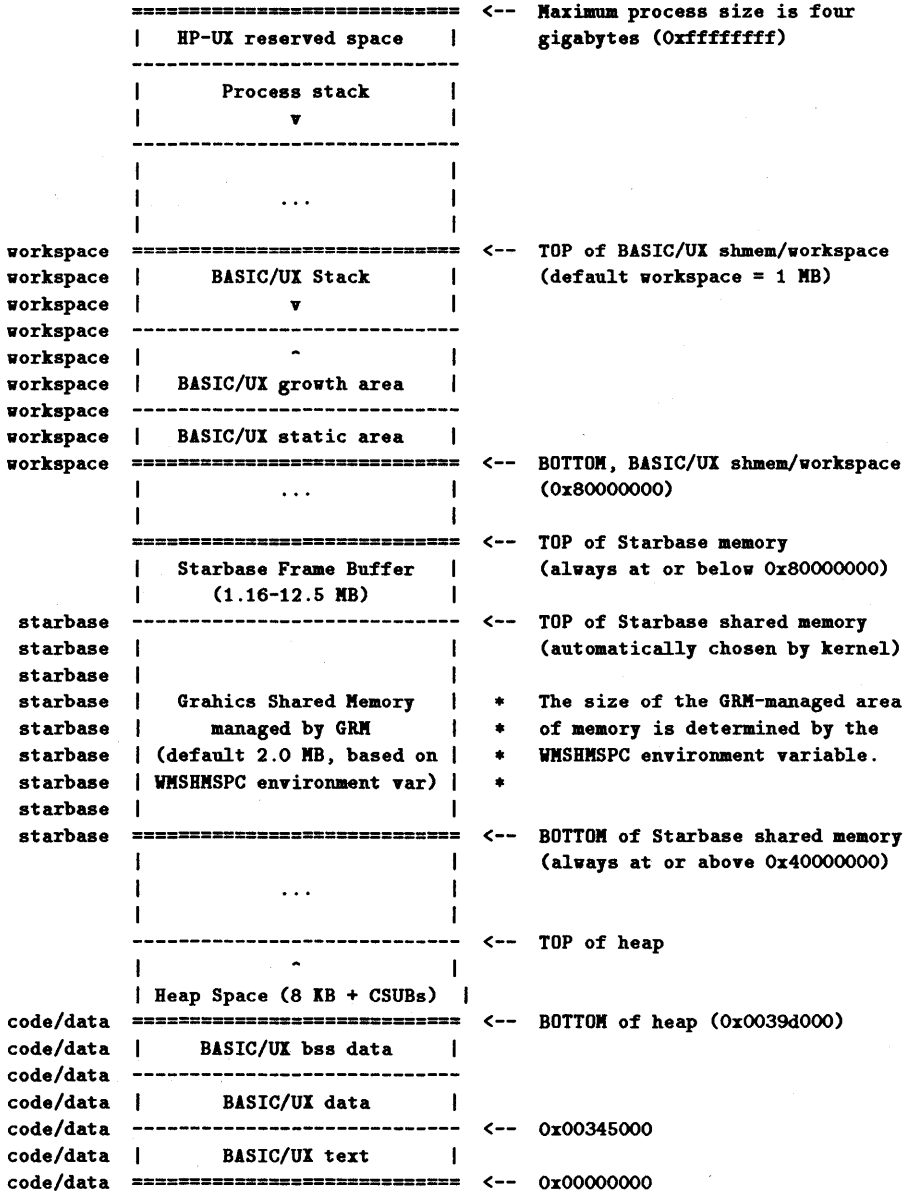 ============================ <-- Maximum process size is four
| HP-UX reserved space | gigabytes (0xffffffff)
----------------------------
| Process stack |
| v |
----------------------------
| |
| ... |
| |
workspace ============================ <-- TOP of BASIC/UX shmem/workspace
workspace | BASIC/UX Stack | (default workspace = 1 MB)
workspace | v |
workspace ----------------------------
workspace | ^ |
workspace | BASIC/UX growth area |
workspace ----------------------------
workspace | BASIC/UX static area |
workspace ============================ <-- BOTTOM, BASIC/UX shmem/workspace
| ... | (0x80000000)
| |
============================ <-- TOP of Starbase memory
| Starbase Frame Buffer | (always at or below 0x80000000)
| (1.16-12.5 MB) |
starbase ---------------------------- <-- TOP of Starbase shared memory
starbase | | (automatically chosen by kernel)
starbase | |
starbase | Grahics Shared Memory | * The size of the GRM-managed area
starbase | managed by GRM | * of memory is determined by the
starbase | (default 2.0 MB, based on | * WMSHMSPC environment variable.
starbase | WMSHMSPC environment var) | *
starbase | |
starbase ============================ <-- BOTTOM of Starbase shared memory
| | (always at or above 0x40000000)
| ... |
| |
---------------------------- <-- TOP of heap
| ^ |
| Heap Space (8 KB + CSUBs) |
code/data ============================ <-- BOTTOM of heap (0x0039d000)
code/data | BASIC/UX bss data |
code/data ----------------------------
code/data | BASIC/UX data |
code/data ---------------------------- <-- 0x00345000
code/data | BASIC/UX text |
code/data ============================ <-- 0x00000000